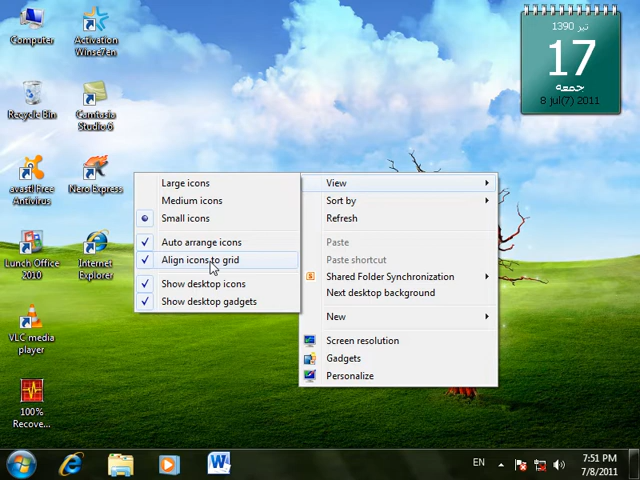 Computer
Activation
Winse7en
Recycle Bin
Camtasia
Studio 6
avast! Free
Antivirus
Nero Express
Lunch Office
2010
Internet
Explorer
VLC media
player
100%
Recove...
تیر 1390
17
جمعه
8 jul(7) 2011
Large icons
Medium icons
Small icons
Auto arrange icons
Align icons to grid
Show desktop icons
Show desktop gadgets
View
Sort by
Refresh
Paste
Paste shortcut
Shared Folder Synchronization
Next desktop background
New
Screen resolution
Gadgets
Personalize
EN
7:51 PM
7/8/2011